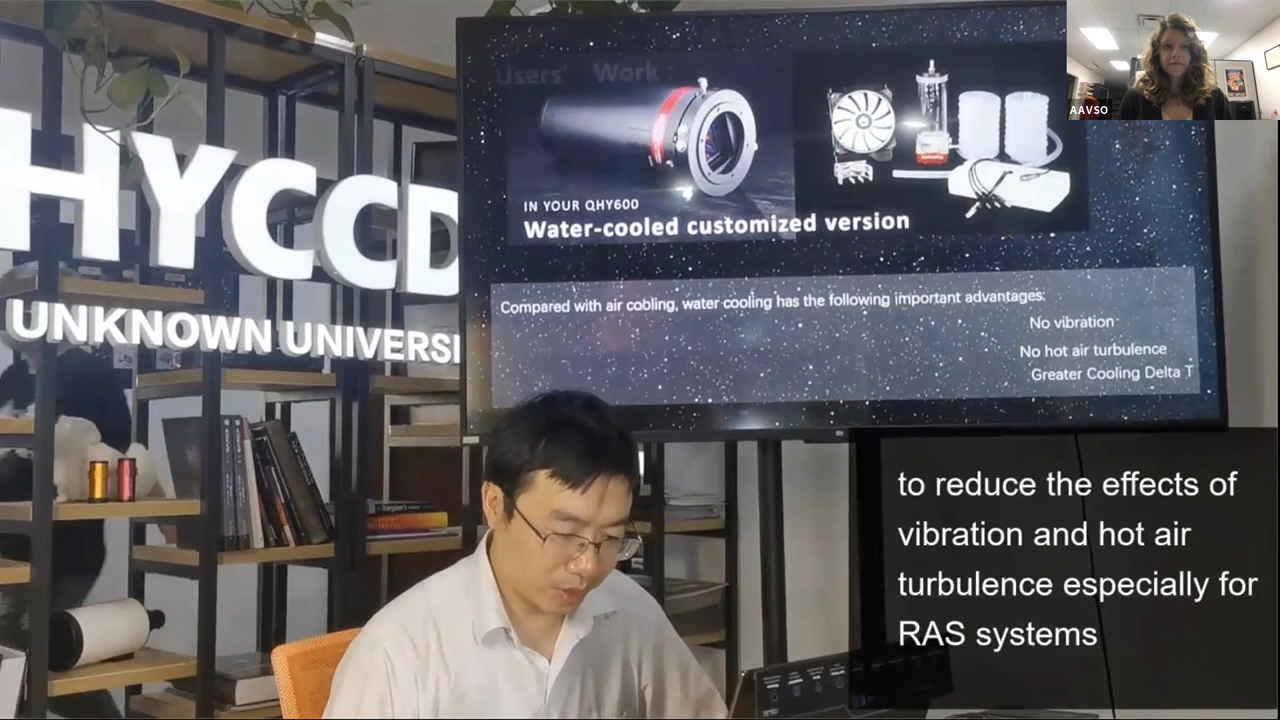 HYCCD
UNKNOWN UNIVERSI
Users' Work :
IN YOUR QHY600
Water-cooled customized version
Compared with air cobling, water cooling has the following important advantages:
No vibration
No hot air turbulence
Greater Cooling Delta T
AAVSO
to reduce the effects of
vibration and hot air
turbulence especially for
RAS systems